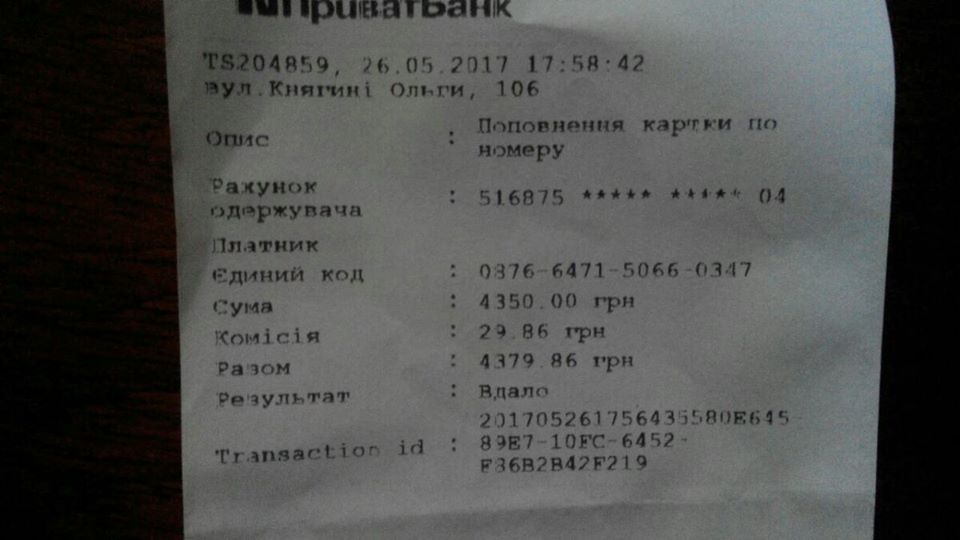 ПриватБанк
TS204859, 26.05.2017 17:58:42
вул.Княгині Ольги, 106
Опис : Поповнення картки по
номеру
Рахунок
одержувача : 516875 ***** ***** 04
Платник
Єдиний код : 0876-6471-5066-0347
Сума : 4350.00 грн
Комісія : 29.86 грн
Разом : 4379.86 грн
Результат : Вдало
Transaction id : 201705261756435580E645-
89E7-10FC-6452-
F36B2B42F219